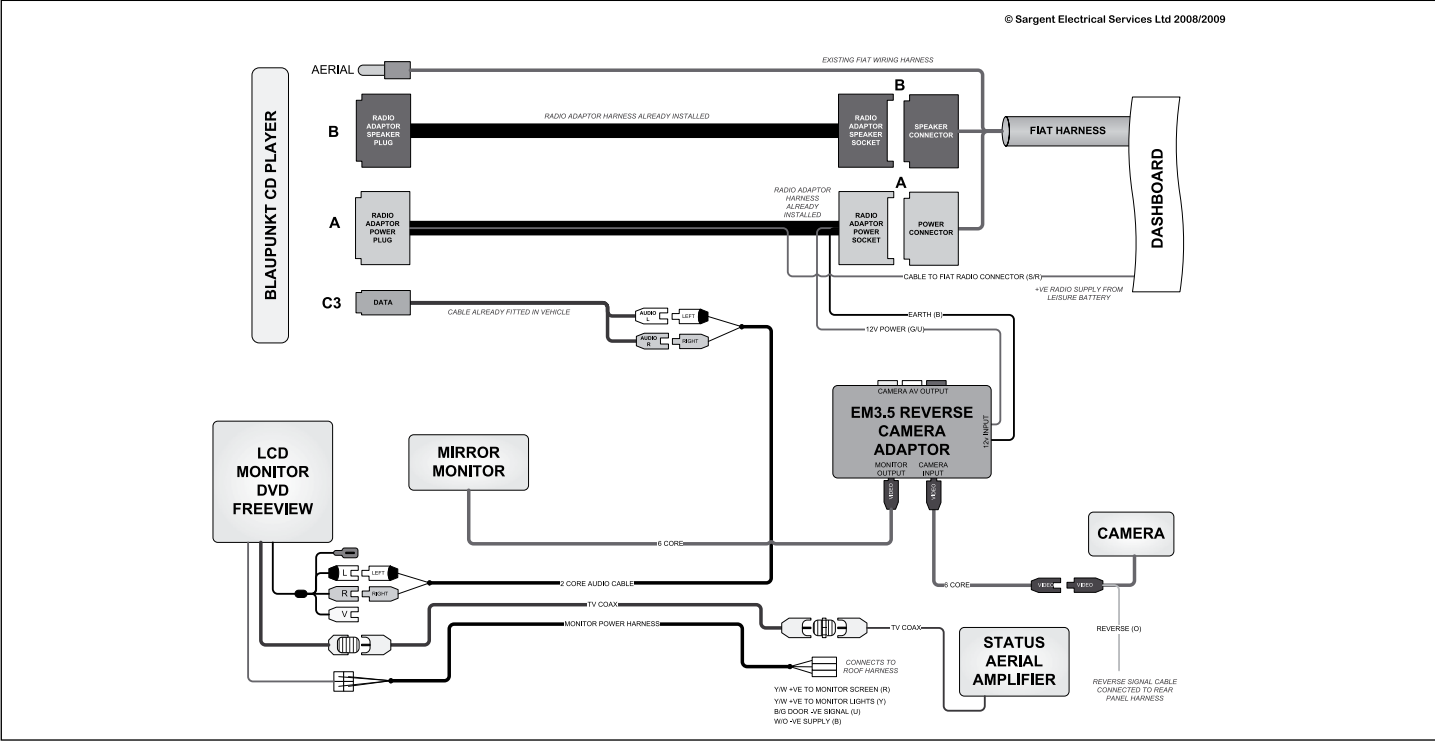 © Sargent Electrical Services Ltd 2008/2009
BLAUPUNKT CD PLAYER
AERIAL
EXISTING FIAT WIRING HARNESS
B
RADIO
ADAPTOR
SPEAKER
PLUG
RADIO ADAPTOR HARNESS ALREADY INSTALLED
RADIO
ADAPTOR
SPEAKER
SOCKET
B
SPEAKER
CONNECTOR
FIAT HARNESS
DASHBOARD
A
RADIO
ADAPTOR
POWER
PLUG
RADIO ADAPTOR
HARNESS
ALREADY
INSTALLED
RADIO
ADAPTOR
POWER
SOCKET
A
POWER
CONNECTOR
CABLE TO FIAT RADIO CONNECTOR (S/R)
+VE RADIO SUPPLY FROM
LEISURE BATTERY
C3
DATA
CABLE ALREADY FITTED IN VEHICLE
AUDIO
L
LEFT
AUDIO
R
RIGHT
EARTH (B)
12V POWER (G/U)
CAMERA AV OUTPUT
EM3.5 REVERSE
CAMERA
ADAPTOR
12v INPUT
MONITOR
OUTPUT
CAMERA
INPUT
VIDEO
VIDEO
LCD
MONITOR
DVD
FREEVIEW
MIRROR
MONITOR
6 CORE
CAMERA
6 CORE
VIDEO
VIDEO
L
LEFT
R
RIGHT
V
2 CORE AUDIO CABLE
TV COAX
MONITOR POWER HARNESS
TV COAX
REVERSE (O)
STATUS
AERIAL
AMPLIFIER
REVERSE SIGNAL CABLE
CONNECTED TO REAR
PANEL HARNESS
CONNECTS TO
ROOF HARNESS
Y/W +VE TO MONITOR SCREEN (R)
Y/W +VE TO MONITOR LIGHTS (Y)
B/G DOOR -VE SIGNAL (U)
W/O -VE SUPPLY (B)